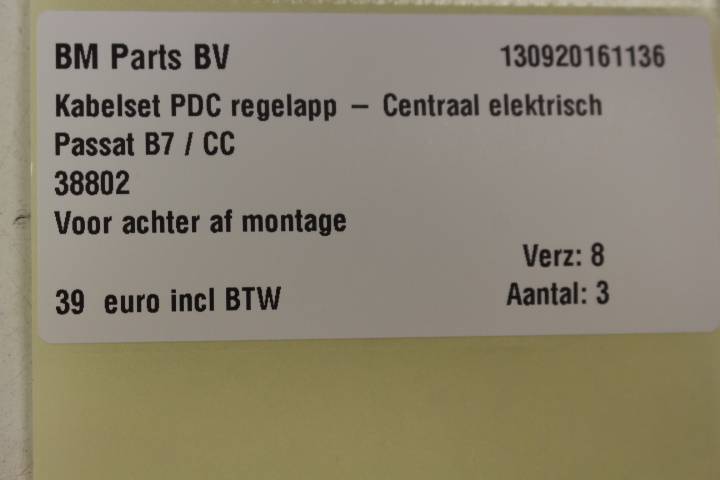 BM Parts BV 130920161136
Kabelset PDC regelapp – Centraal elektrisch
Passat B7 / CC
38802
Voor achter af montage
Verz: 8
39 euro incl BTW Aantal: 3